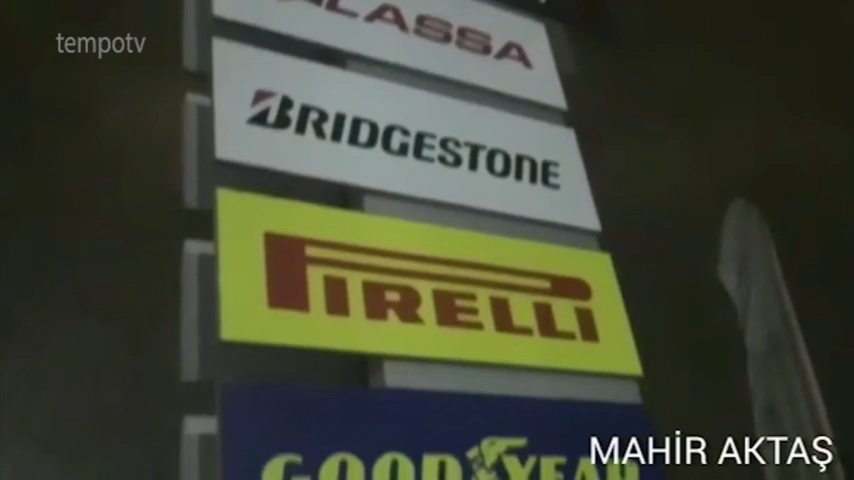 tempotv
LASSA
BRIDGESTONE
PIRELLI
GOODYEAR
MAHİR AKTAŞ